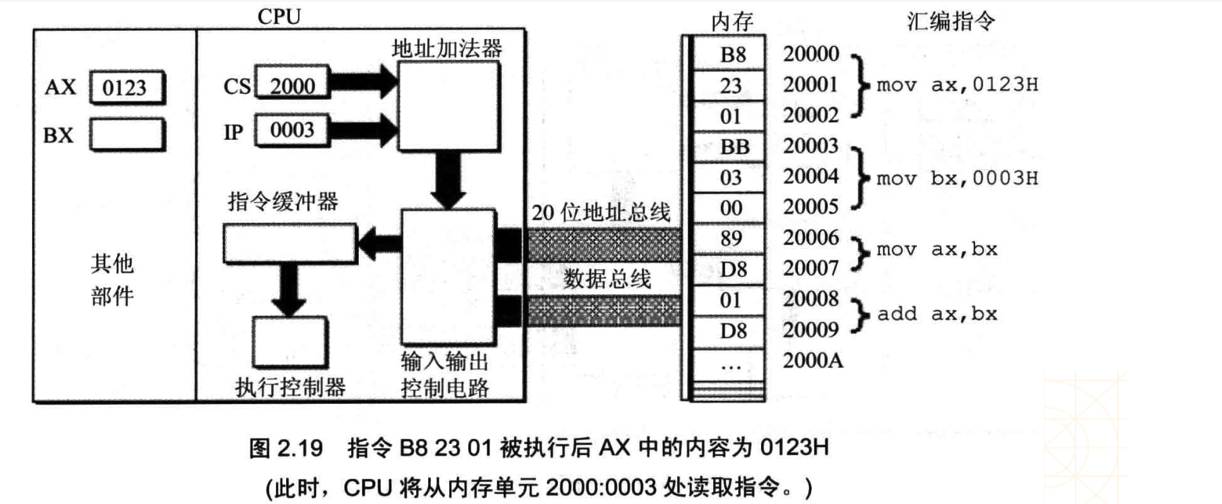 CPU
内存
汇编指令
地址加法器
AX 0123
BX
CS 2000
IP 0003
指令缓冲器
其他
部件
执行控制器
输入输出
控制电路
20 位地址总线
数据总线
B8 20000
23 20001
01 20002
mov ax,0123H
BB 20003
03 20004
00 20005
mov bx,0003H
89 20006
D8 20007
mov ax,bx
01 20008
D8 20009
add ax,bx
… 2000A
图 2.19 指令 B8 23 01 被执行后 AX 中的内容为 0123H
(此时，CPU 将从内存单元 2000:0003 处读取指令。)